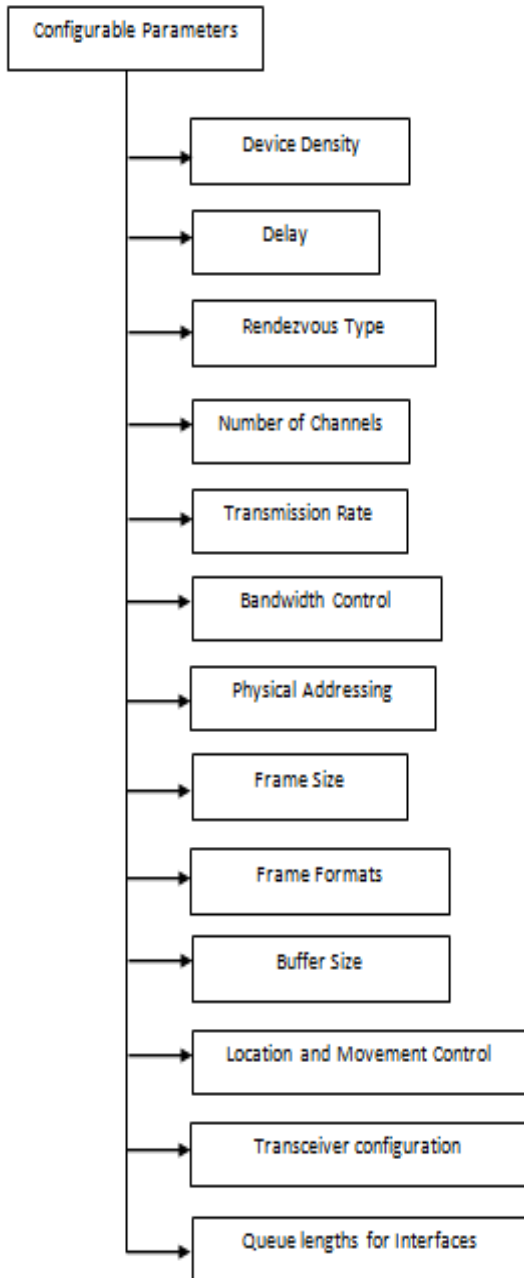 Configurable Parameters
Device Density
Delay
Rendezvous Type
Number of Channels
Transmission Rate
Bandwidth Control
Physical Addressing
Frame Size
Frame Formats
Buffer Size
Location and Movement Control
Transceiver configuration
Queue lengths for Interfaces